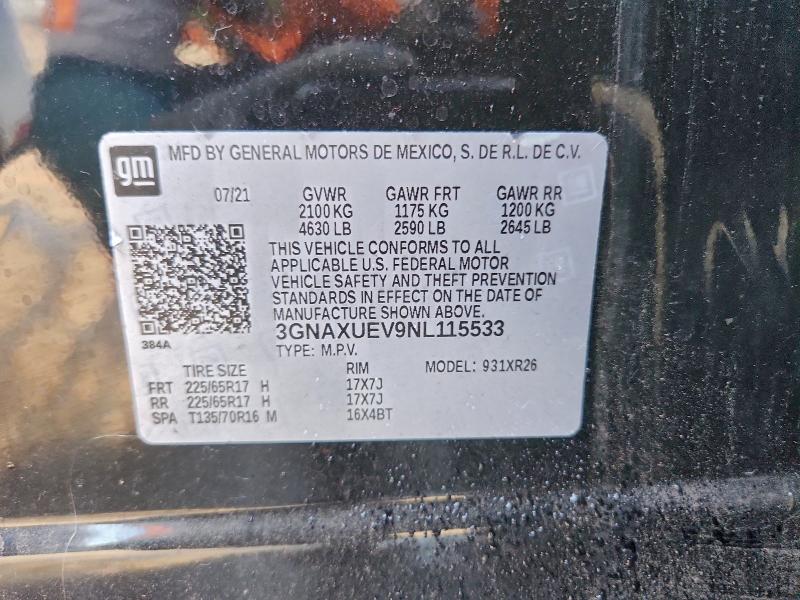 gm MFD BY GENERAL MOTORS DE MEXICO, S. DE R.L. DE C.V.
07/21 GVWR GAWR FRT GAWR RR
2100 KG 1175 KG 1200 KG
4630 LB 2590 LB 2645 LB
THIS VEHICLE CONFORMS TO ALL
APPLICABLE U.S. FEDERAL MOTOR
VEHICLE SAFETY AND THEFT PREVENTION
STANDARDS IN EFFECT ON THE DATE OF
MANUFACTURE SHOWN ABOVE.
3GNAXUEV9NL115533
384A
TYPE: M.P.V.
TIRE SIZE RIM MODEL: 931XR26
FRT 225/65R17 H 17X7J
RR 225/65R17 H 17X7J
SPA T135/70R16 M 16X4BT